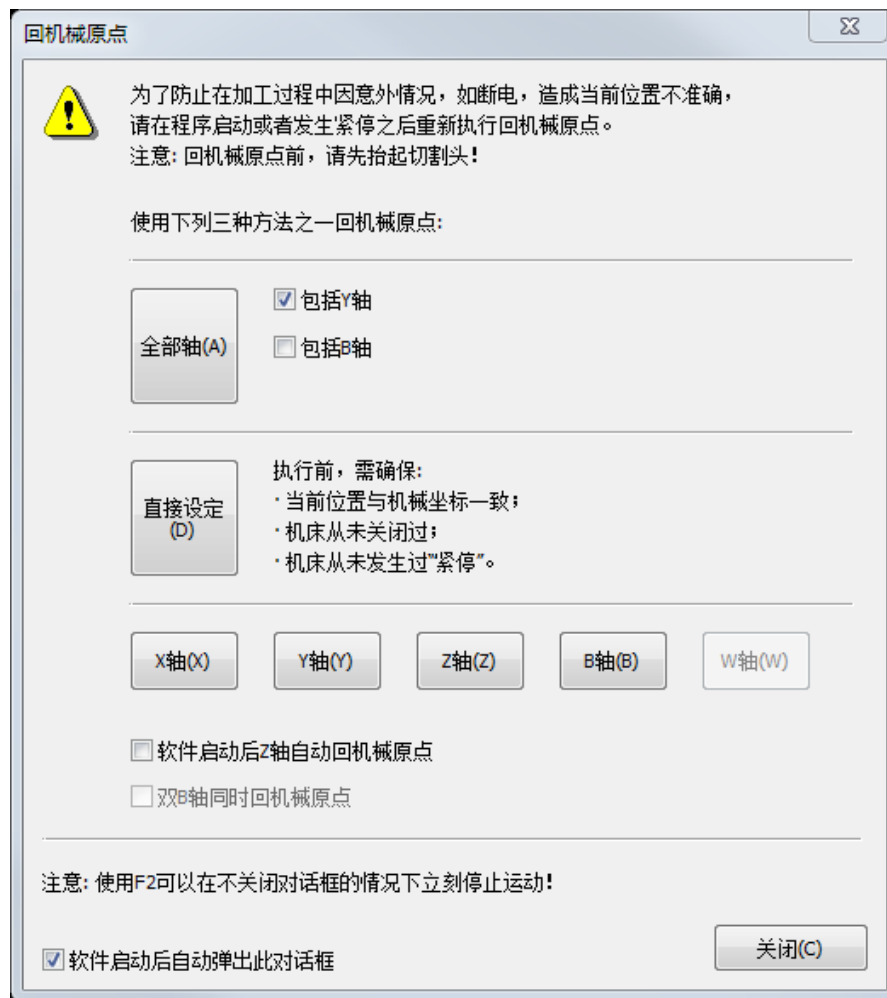 回机械原点
为了防止在加工过程中因意外情况，如断电，造成当前位置不准确，
请在程序启动或者发生紧停之后重新执行回机械原点。
注意: 回机械原点前，请先抬起切割头!
使用下列三种方法之一回机械原点:
全部轴(A)
包括Y轴
包括B轴
直接设定
(D)
执行前，需确保:
·当前位置与机械坐标一致；
·机床从未关闭过；
·机床从未发生过"紧停"。
X轴(X)
Y轴(Y)
Z轴(Z)
B轴(B)
W轴(W)
软件启动后Z轴自动回机械原点
双B轴同时回机械原点
注意: 使用F2可以在不关闭对话框的情况下立刻停止运动!
软件启动后自动弹出此对话框
关闭(C)